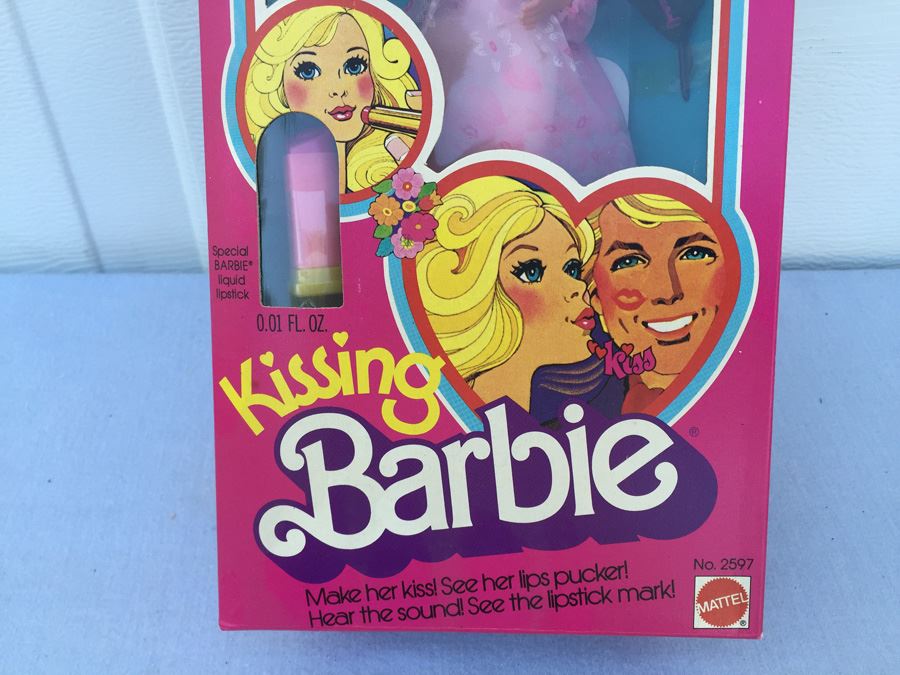 Special
BARBIE®
liquid
lipstick
0.01 FL. OZ.
kiss
Kissing
Barbie®
Make her kiss! See her lips pucker!
Hear the sound! See the lipstick mark!
No. 2597
MATTEL®